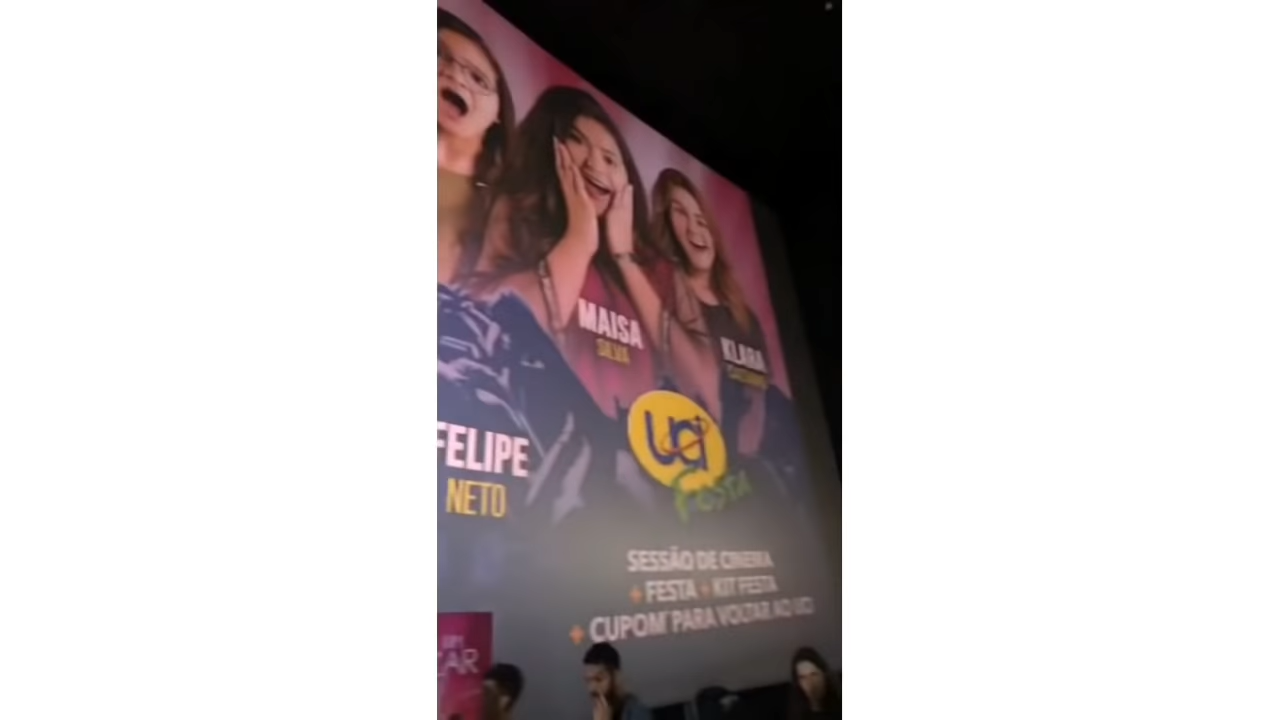 MAISA
SILVA
KLARA
FELIPE
NETO
uci
Festa
SESSÃO DE CINEMA
+ FESTA + KIT FESTA
+ CUPOM PARA VOLTAR AO UCI